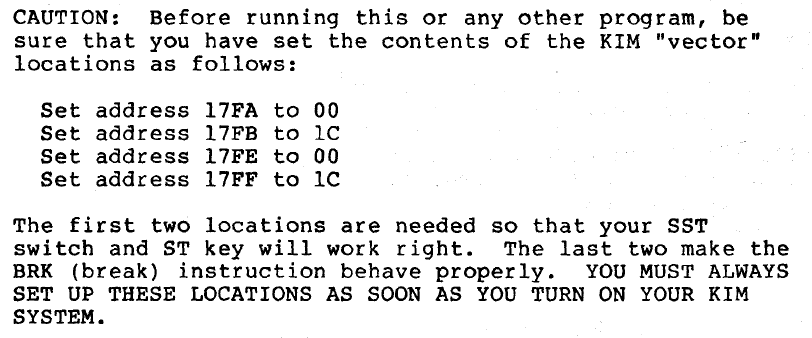 CAUTION:  Before running this or any other program, be
sure that you have set the contents of the KIM "vector"
locations as follows:
Set address 17FA to 00
Set address 17FB to 1C
Set address 17FE to 00
Set address 17FF to 1C
The first two locations are needed so that your SST
switch and ST key will work right.  The last two make the
BRK (break) instruction behave properly.  YOU MUST ALWAYS
SET UP THESE LOCATIONS AS SOON AS YOU TURN ON YOUR KIM
SYSTEM.